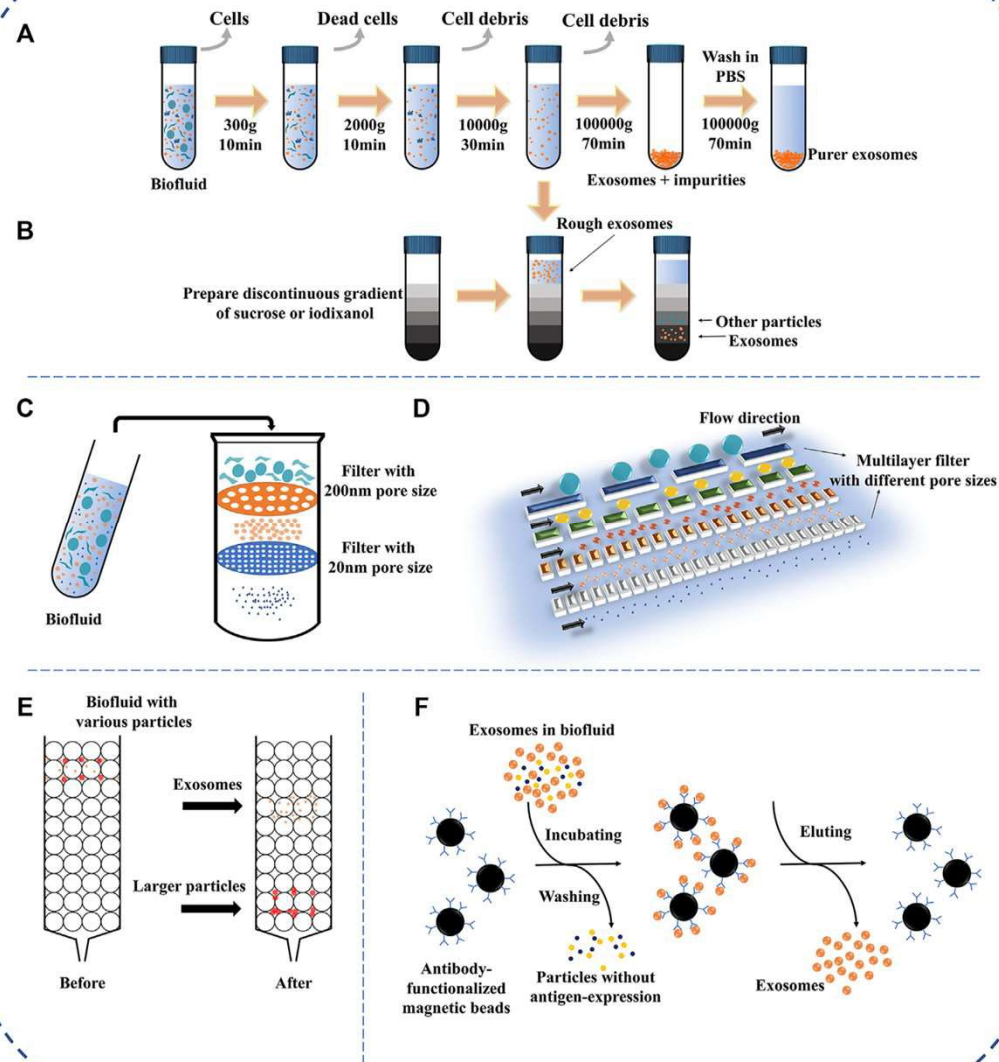 A
Cells
Dead cells
Cell debris
Cell debris
Wash in
PBS
300g
10min
2000g
10min
10000g
30min
100000g
70min
100000g
70min
Biofluid
Exosomes + impurities
Purer exosomes
B
Rough exosomes
Prepare discontinuous gradient
of sucrose or iodixanol
Other particles
Exosomes
C
Filter with
200nm pore size
Filter with
20nm pore size
Biofluid
D
Flow direction
Multilayer filter
with different pore sizes
E
Biofluid with
various particles
Exosomes
Larger particles
Before
After
F
Exosomes in biofluid
Incubating
Washing
Eluting
Antibody-
functionalized
magnetic beads
Particles without
antigen-expression
Exosomes